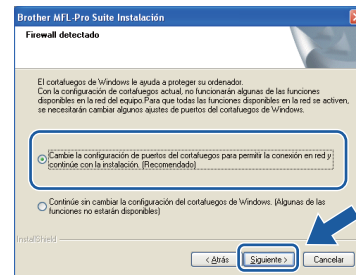 Brother MFL-Pro Suite Instalación
Firewall detectado
El cortafuegos de Windows le ayuda a proteger su ordenador.
Con la configuración de cortafuegos actual, no funcionarán algunas de las funciones
disponibles en la red del equipo.Para que todas las funciones disponibles en la red se activen,
se necesitarán cambiar algunos ajustes de puertos del cortafuegos de Windows.
Cambie la configuración de puertos del cortafuegos para permitir la conexión en red y
continúe con la instalación. (Recomendado)
Continúe sin cambiar la configuración del cortafuegos de Windows. (Algunas de las
funciones no estarán disponibles)
InstallShield
< Atrás
Siguiente >
Cancelar